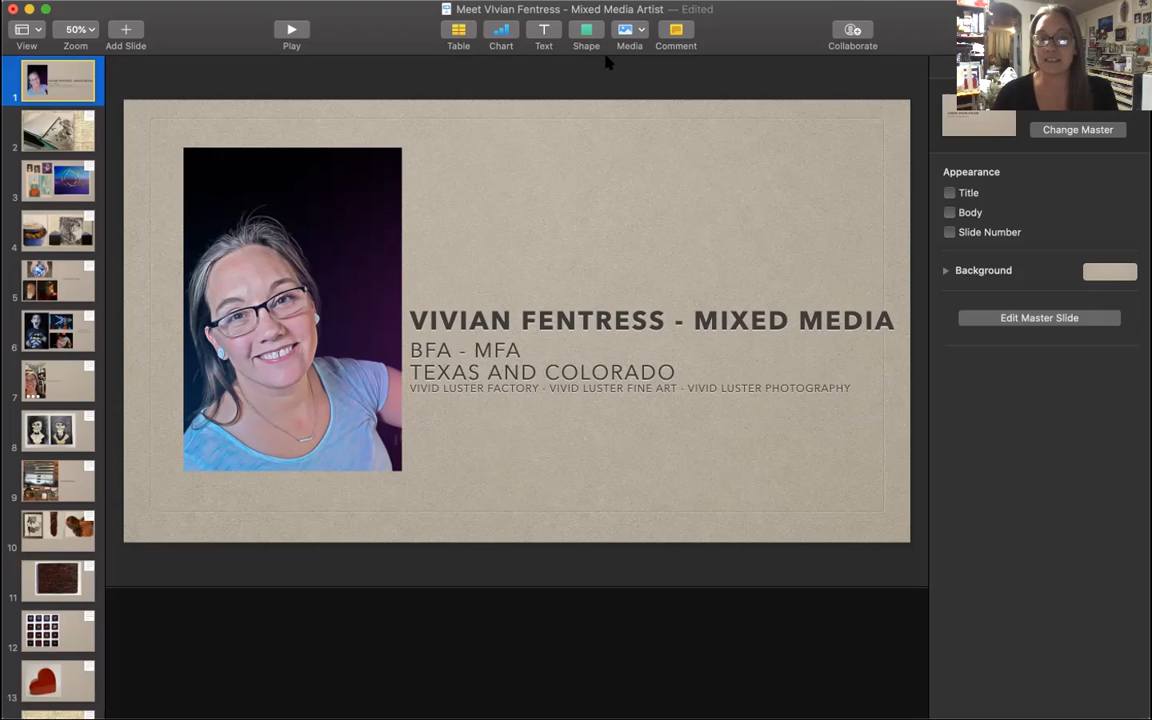 Meet VIvian Fentress - Mixed Media Artist — Edited
50%
View
Zoom
Add Slide
Play
Table
Chart
Text
Shape
Media
Comment
Collaborate
Change Master
Appearance
Title
Body
Slide Number
Background
Edit Master Slide
VIVIAN FENTRESS - MIXED MEDIA
BFA - MFA
TEXAS AND COLORADO
VIVID LUSTER FACTORY - VIVID LUSTER FINE ART - VIVID LUSTER PHOTOGRAPHY
1
2
3
4
5
6
7
8
9
10
11
12
13